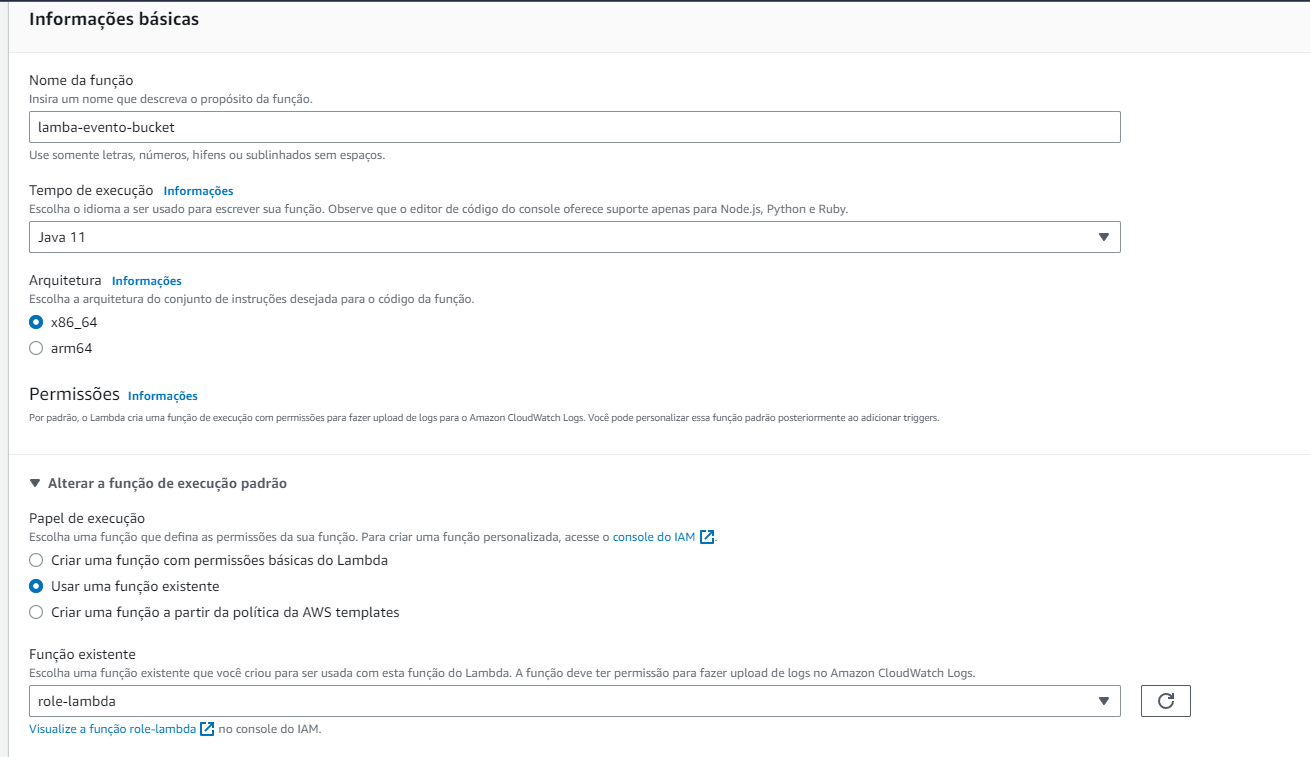 Informações básicas
Nome da função
Insira um nome que descreva o propósito da função.
lamba-evento-bucket
Use somente letras, números, hifens ou sublinhados sem espaços.
Tempo de execução Informações
Escolha o idioma a ser usado para escrever sua função. Observe que o editor de código do console oferece suporte apenas para Node.js, Python e Ruby.
Java 11
Arquitetura Informações
Escolha a arquitetura do conjunto de instruções desejada para o código da função.
x86_64
arm64
Permissões Informações
Por padrão, o Lambda cria uma função de execução com permissões para fazer upload de logs para o Amazon CloudWatch Logs. Você pode personalizar essa função padrão posteriormente ao adicionar triggers.
Alterar a função de execução padrão
Papel de execução
Escolha uma função que defina as permissões da sua função. Para criar uma função personalizada, acesse o console do IAM.
Criar uma função com permissões básicas do Lambda
Usar uma função existente
Criar uma função a partir da política da AWS templates
Função existente
Escolha uma função existente que você criou para ser usada com esta função do Lambda. A função deve ter permissão para fazer upload de logs no Amazon CloudWatch Logs.
role-lambda
Visualize a função role-lambda no console do IAM.